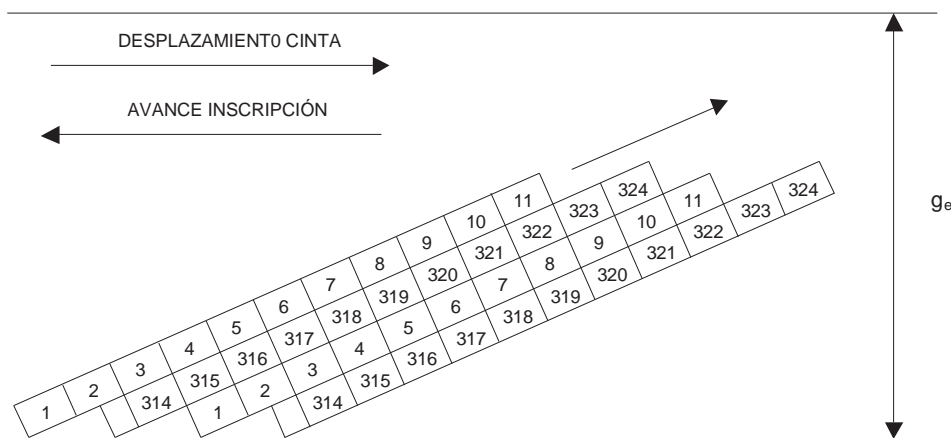 DESPLAZAMIENT0 CINTA
AVANCE INSCRIPCIÓN
gₑ
1 2 3 4 5 6 7 8 9 10 11
314 315 316 317 318 319 320 321 322 323 324
1 2 3 4 5 6 7 8 9 10 11
314 315 316 317 318 319 320 321 322 323 324